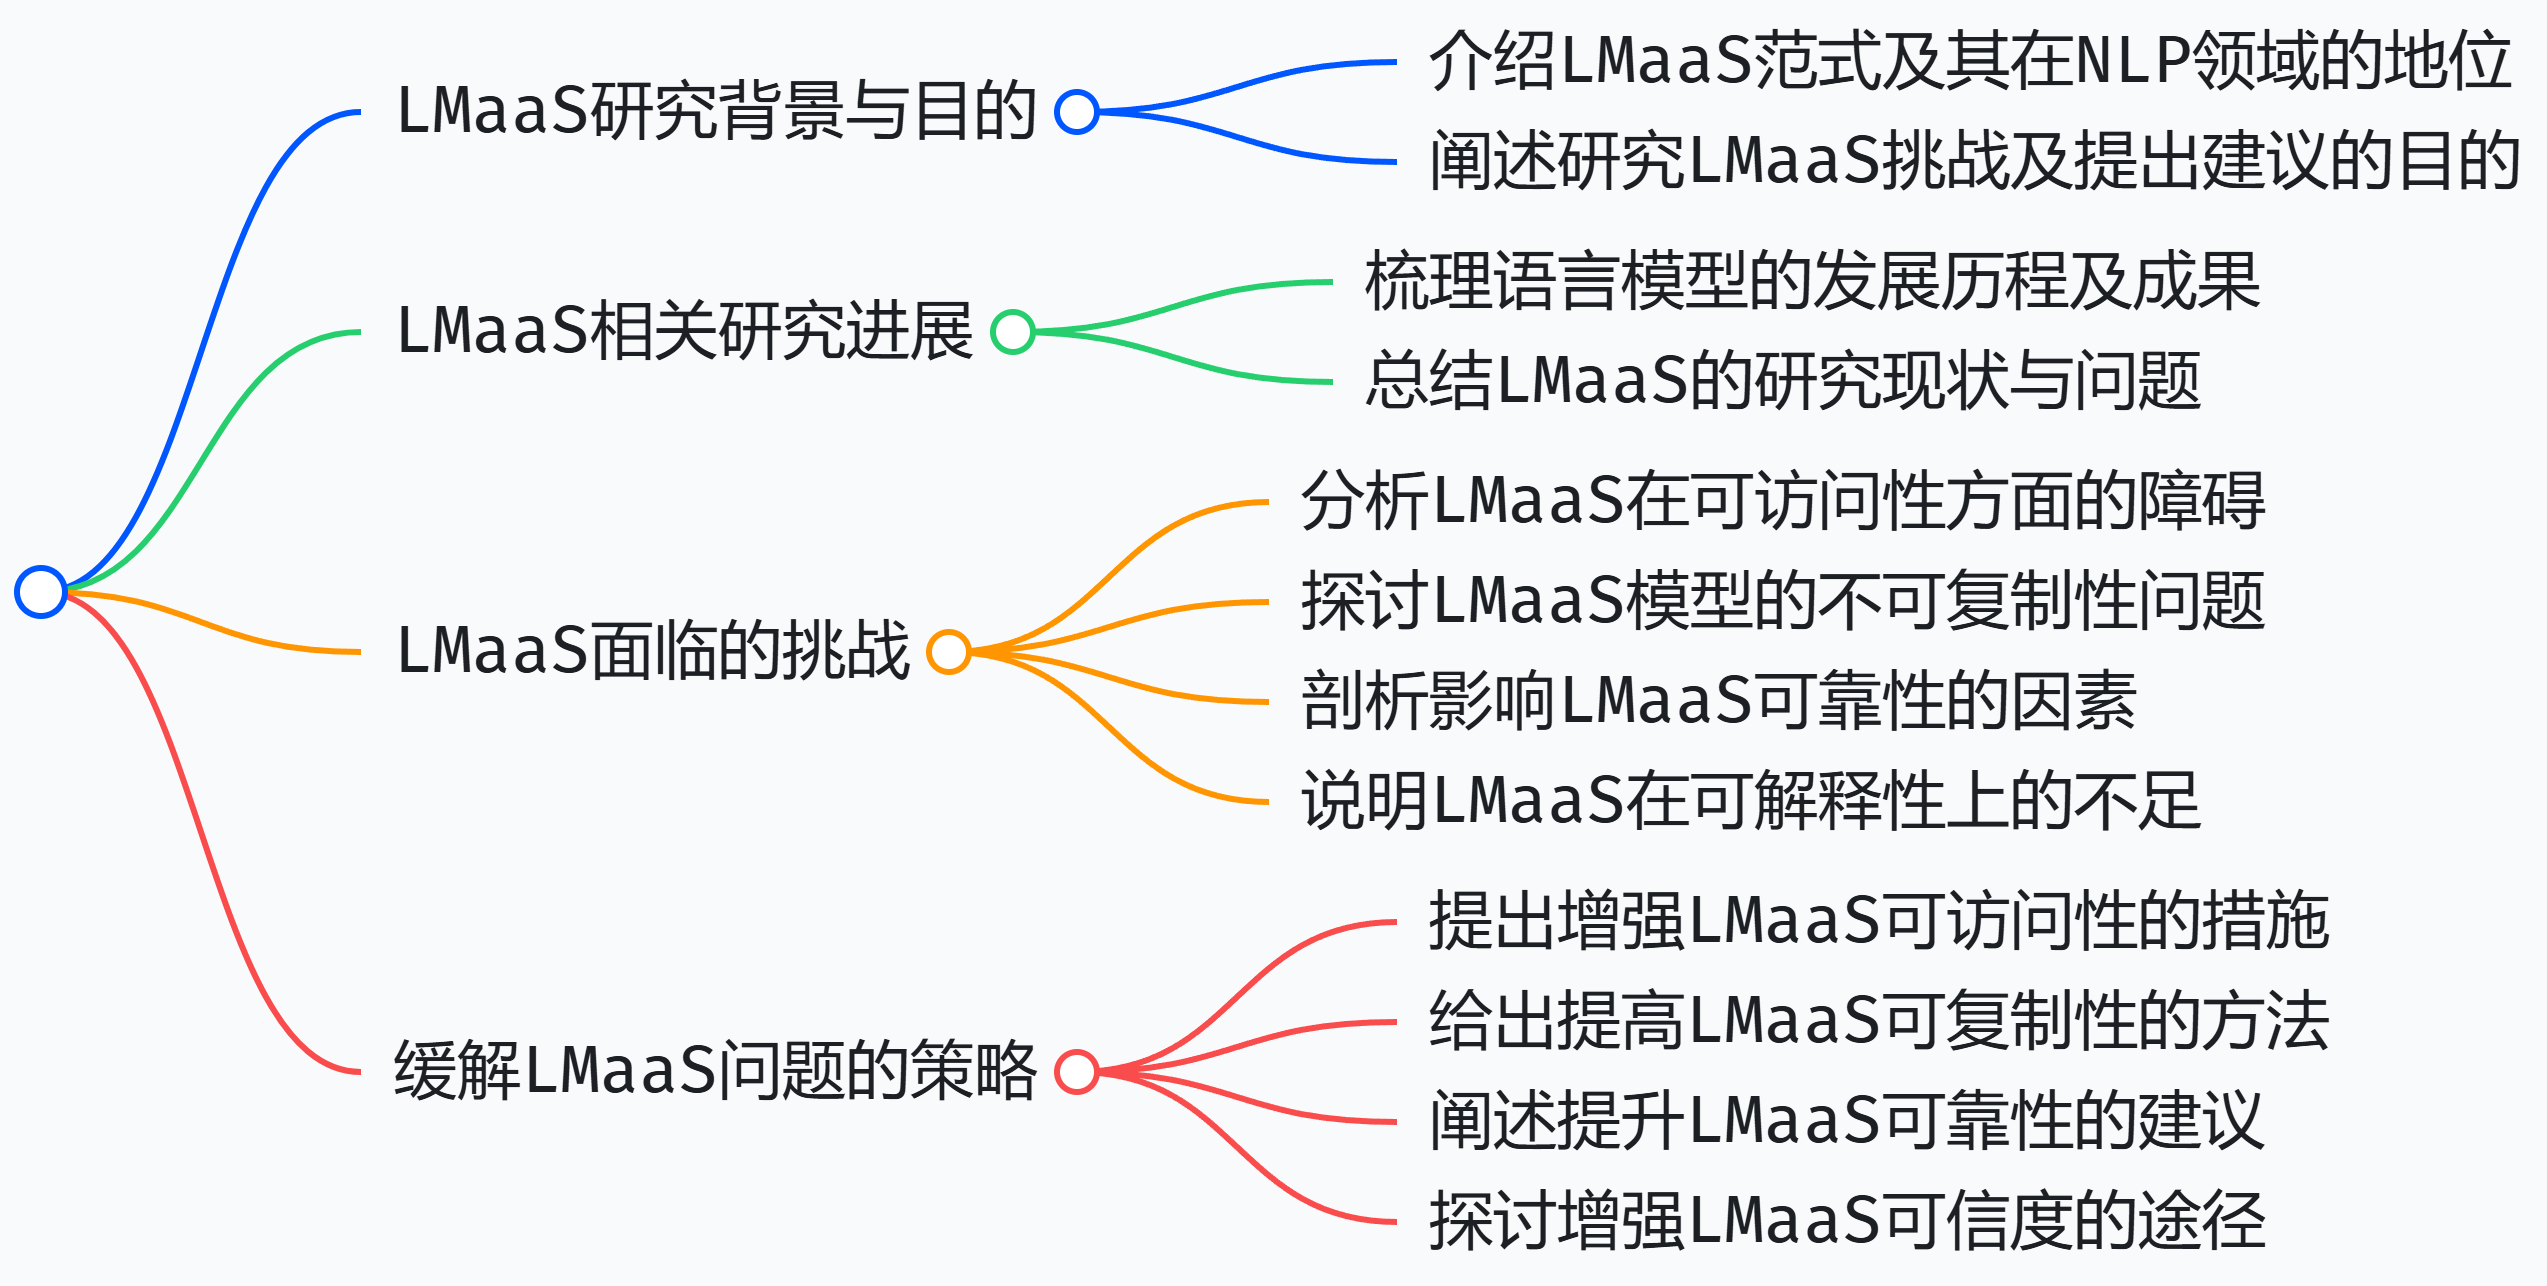 LMaaS研究背景与目的
介绍LMaaS范式及其在NLP领域的地位
阐述研究LMaaS挑战及提出建议的目的
LMaaS相关研究进展
梳理语言模型的发展历程及成果
总结LMaaS的研究现状与问题
LMaaS面临的挑战
分析LMaaS在可访问性方面的障碍
探讨LMaaS模型的不可复制性问题
剖析影响LMaaS可靠性的因素
说明LMaaS在可解释性上的不足
缓解LMaaS问题的策略
提出增强LMaaS可访问性的措施
给出提高LMaaS可复制性的方法
阐述提升LMaaS可靠性的建议
探讨增强LMaaS可信度的途径